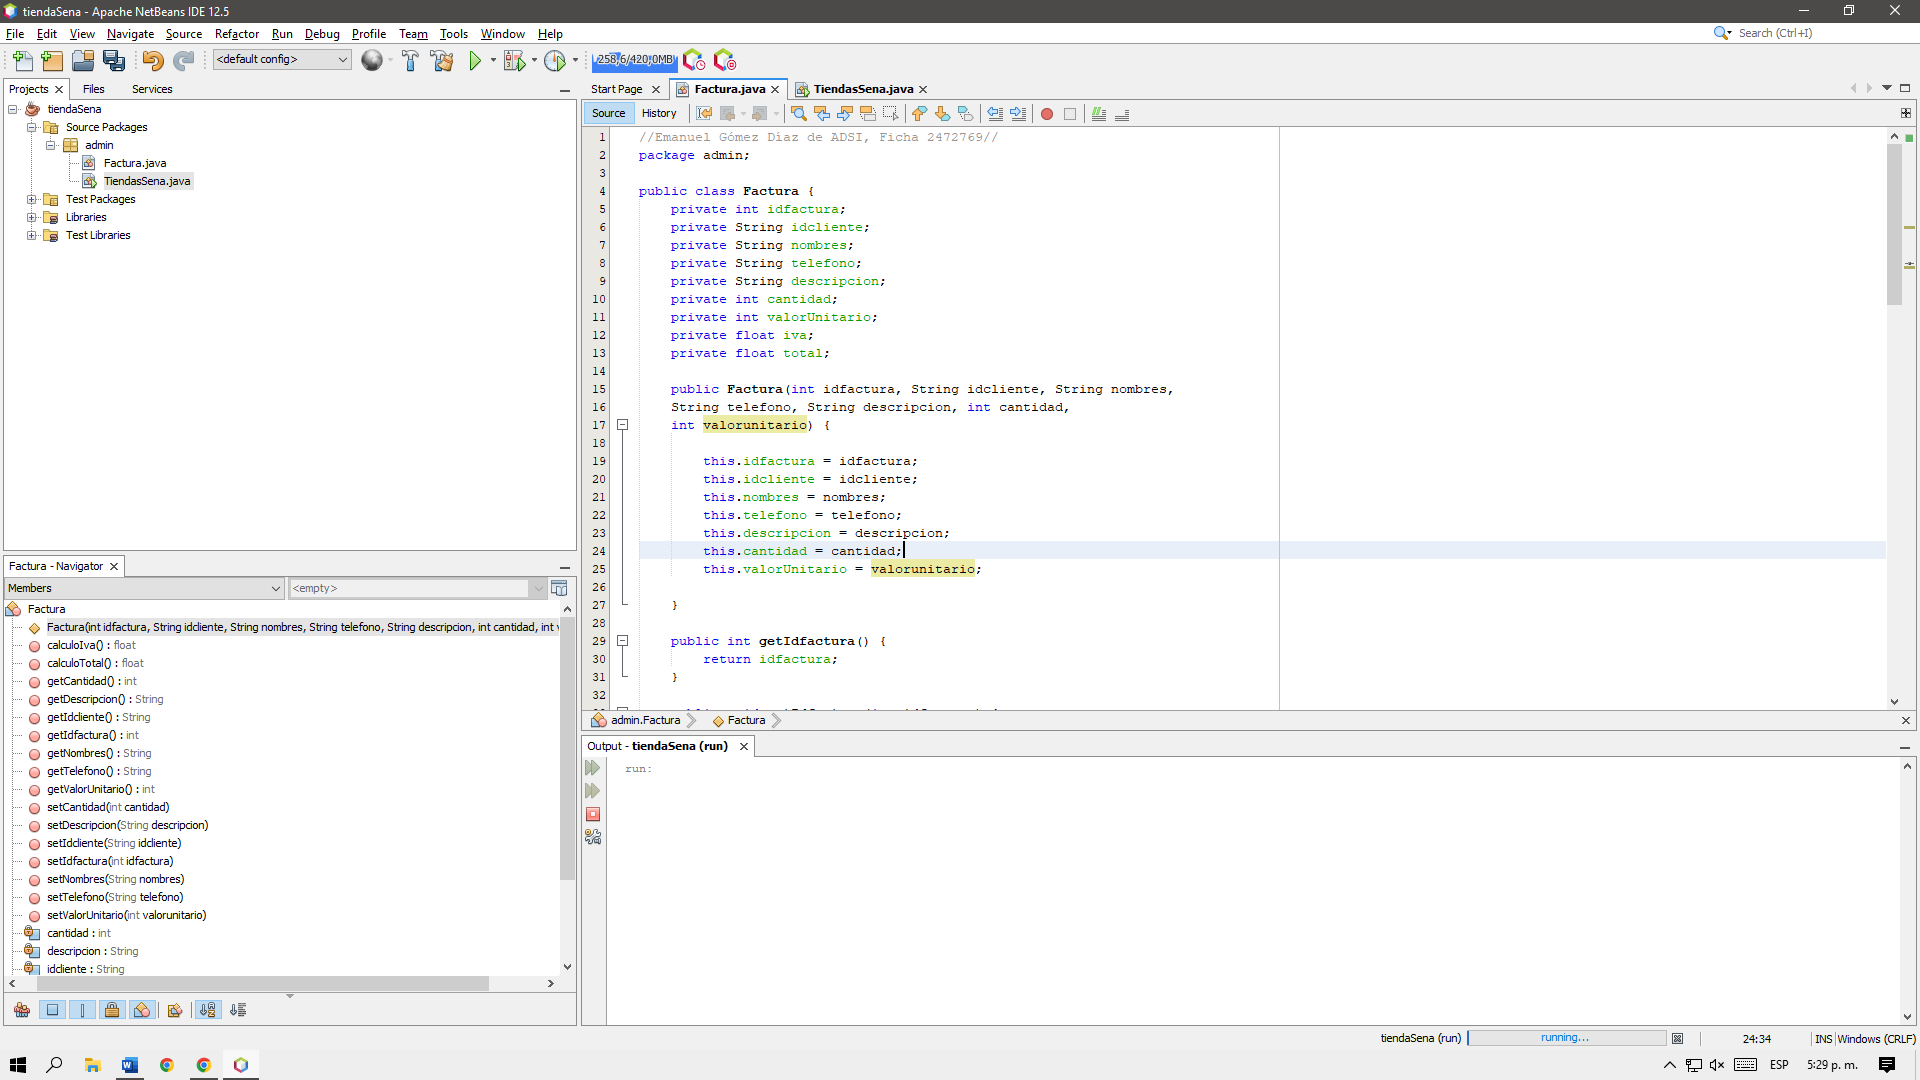 tiendaSena - Apache NetBeans IDE 12.5
File Edit View Navigate Source Refactor Run Debug Profile Team Tools Window Help
Search (Ctrl+I)
<default config>
258,6/420,0MB
Projects Files Services
tiendaSena
Source Packages
admin
Factura.java
TiendasSena.java
Test Packages
Libraries
Test Libraries
Start Page Factura.java TiendasSena.java
Source History
1 //Emanuel Gómez Díaz de ADSI, Ficha 2472769//
2 package admin;
3
4 public class Factura {
5 private int idfactura;
6 private String idcliente;
7 private String nombres;
8 private String telefono;
9 private String descripcion;
10 private int cantidad;
11 private int valorUnitario;
12 private float iva;
13 private float total;
14
15 public Factura(int idfactura, String idcliente, String nombres,
16 String telefono, String descripcion, int cantidad,
17 int valorunitario) {
18
19 this.idfactura = idfactura;
20 this.idcliente = idcliente;
21 this.nombres = nombres;
22 this.telefono = telefono;
23 this.descripcion = descripcion;
24 this.cantidad = cantidad;
25 this.valorUnitario = valorunitario;
26
27 }
28
29 public int getIdfactura() {
30 return idfactura;
31 }
32
admin.Factura Factura
Factura - Navigator
Members <empty>
Factura
Factura(int idfactura, String idcliente, String nombres, String telefono, String descripcion, int cantidad, int v
calculoIva() : float
calculoTotal() : float
getCantidad() : int
getDescripcion() : String
getIdcliente() : String
getIdfactura() : int
getNombres() : String
getTelefono() : String
getValorUnitario() : int
setCantidad(int cantidad)
setDescripcion(String descripcion)
setIdcliente(String idcliente)
setIdfactura(int idfactura)
setNombres(String nombres)
setTelefono(String telefono)
setValorUnitario(int valorunitario)
cantidad : int
descripcion : String
idcliente : String
Output - tiendaSena (run)
run:
tiendaSena (run) running... 24:34 INS Windows (CRLF)
ESP 5:29 p. m.